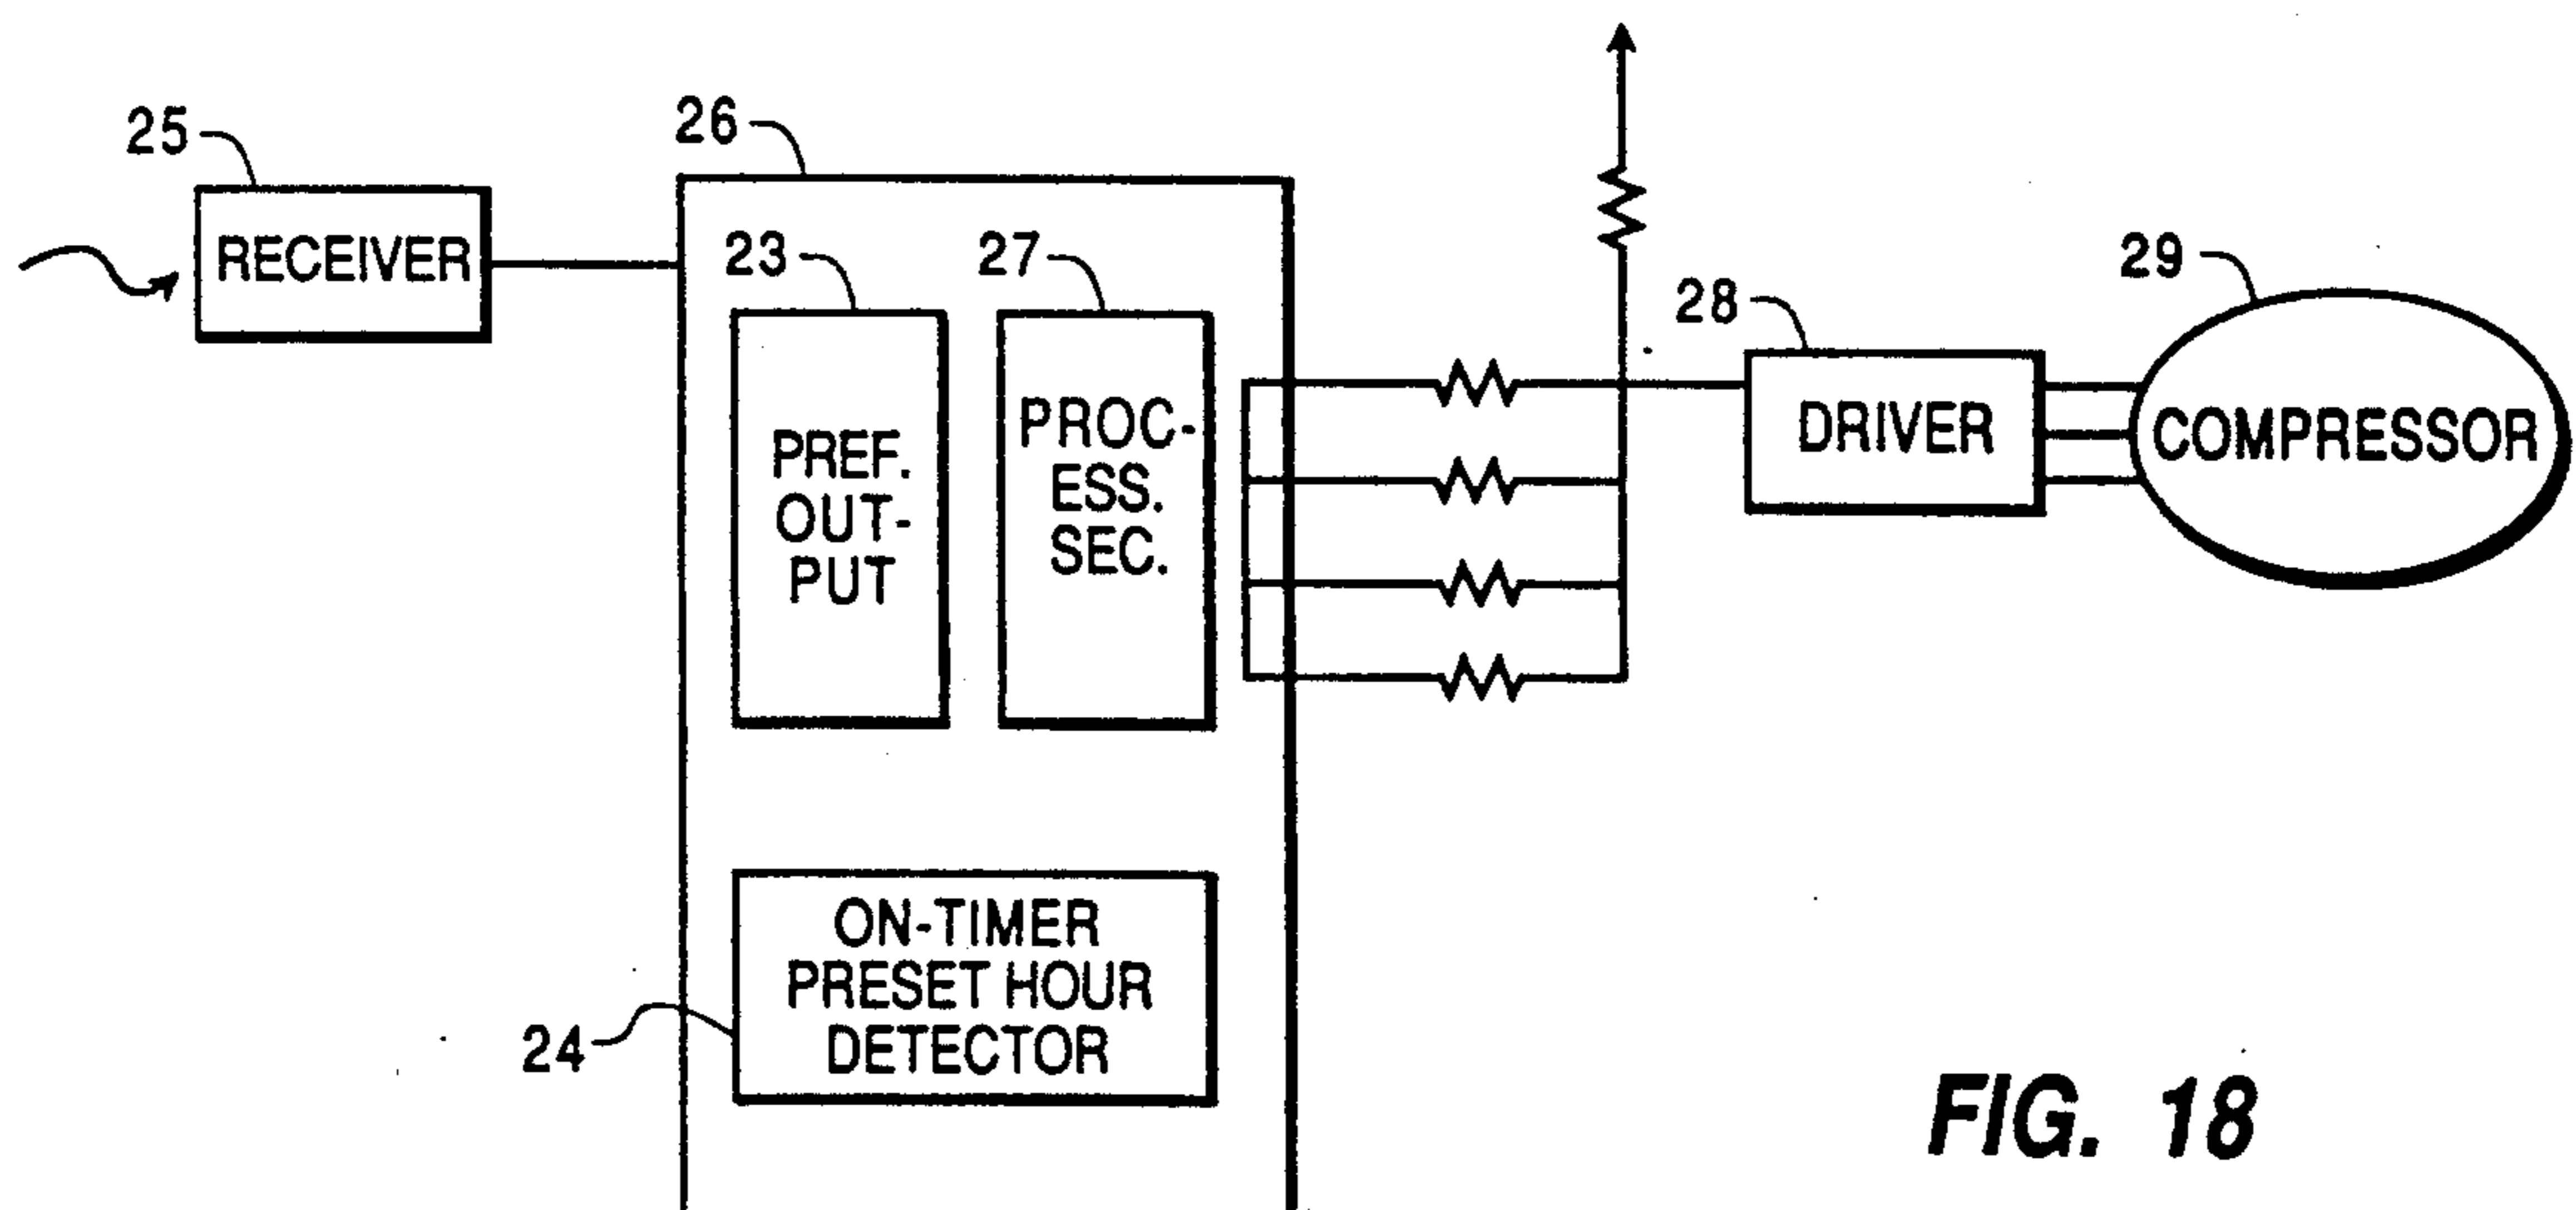 25
RECEIVER
26
23
PREF.
OUT-
PUT
27
PROC-
ESS.
SEC.
28
DRIVER
29
COMPRESSOR
24
ON-TIMER
PRESET HOUR
DETECTOR
FIG. 18